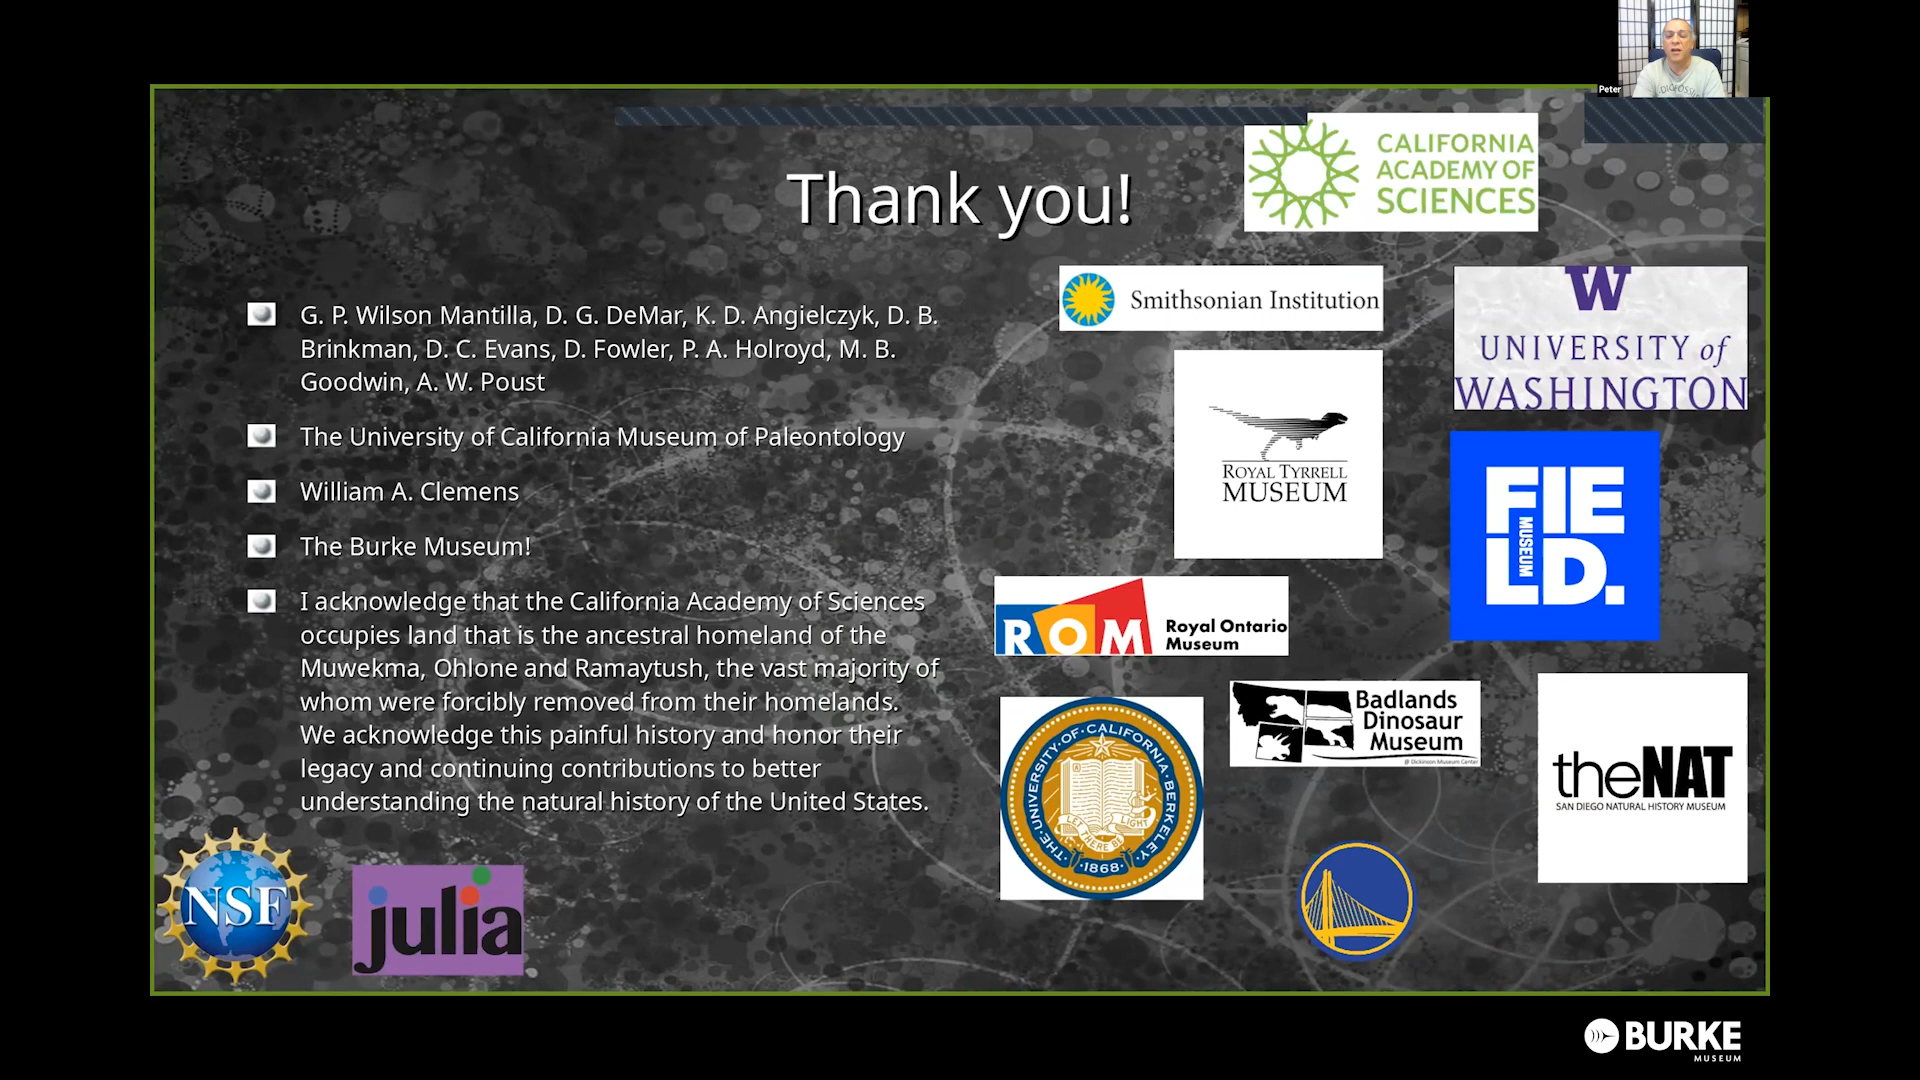 Peter
Thank you!
CALIFORNIA
ACADEMY OF
SCIENCES
G. P. Wilson Mantilla, D. G. DeMar, K. D. Angielczyk, D. B.
Brinkman, D. C. Evans, D. Fowler, P. A. Holroyd, M. B.
Goodwin, A. W. Poust
The University of California Museum of Paleontology
William A. Clemens
The Burke Museum!
I acknowledge that the California Academy of Sciences
occupies land that is the ancestral homeland of the
Muwekma, Ohlone and Ramaytush, the vast majority of
whom were forcibly removed from their homelands.
We acknowledge this painful history and honor their
legacy and continuing contributions to better
understanding the natural history of the United States.
Smithsonian Institution
W
UNIVERSITY of
WASHINGTON
ROYAL TYRRELL
MUSEUM
FIE
LD.
MUSEUM
ROM
Royal Ontario
Museum
THE·UNIVERSITY·OF·CALIFORNIA·BERKELEY
LET THERE BE LIGHT
·1868·
Badlands
Dinosaur
Museum
@ Dickinson Museum Center
theNAT
SAN DIEGO NATURAL HISTORY MUSEUM
NSF
julia
BURKE
MUSEUM